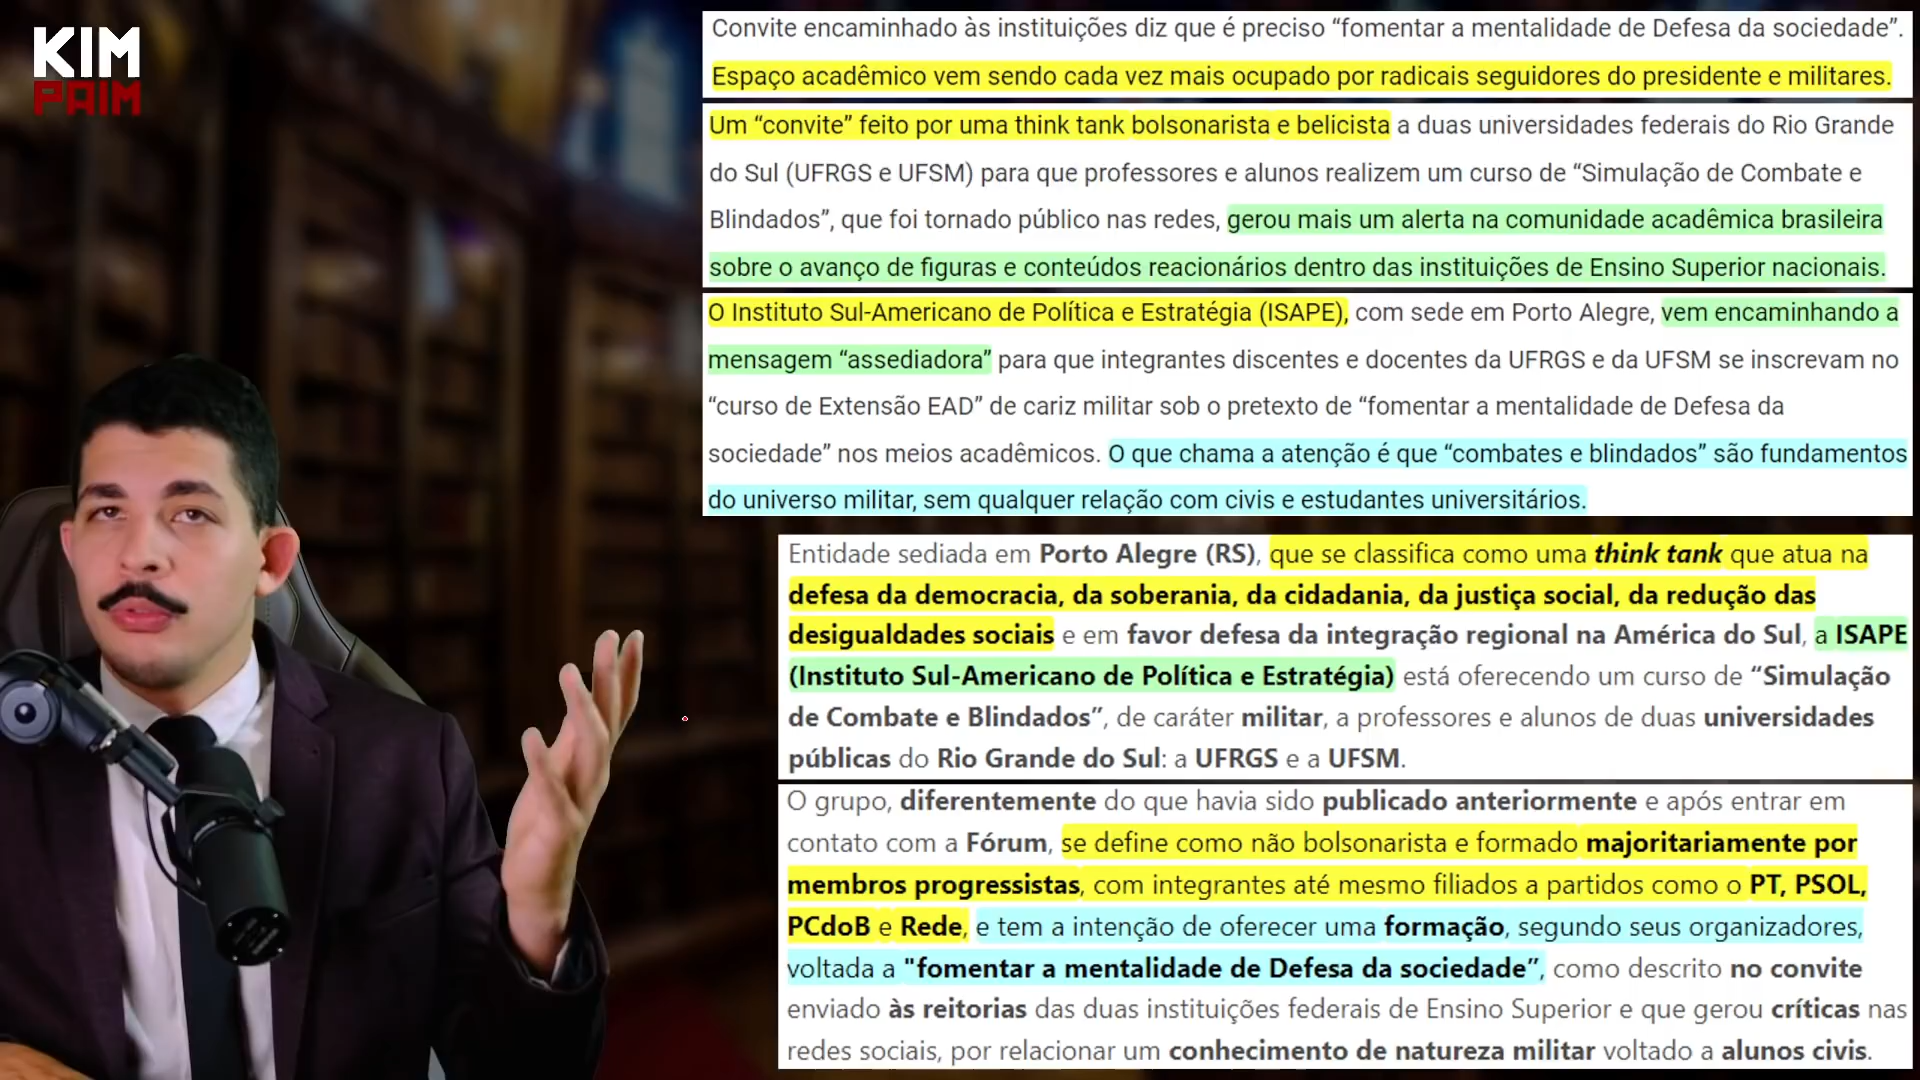 KIM
PAIM
Convite encaminhado às instituições diz que é preciso “fomentar a mentalidade de Defesa da sociedade”.
Espaço acadêmico vem sendo cada vez mais ocupado por radicais seguidores do presidente e militares.
Um “convite” feito por uma think tank bolsonarista e belicista a duas universidades federais do Rio Grande
do Sul (UFRGS e UFSM) para que professores e alunos realizem um curso de “Simulação de Combate e
Blindados”, que foi tornado público nas redes, gerou mais um alerta na comunidade acadêmica brasileira
sobre o avanço de figuras e conteúdos reacionários dentro das instituições de Ensino Superior nacionais.
O Instituto Sul-Americano de Política e Estratégia (ISAPE), com sede em Porto Alegre, vem encaminhando a
mensagem “assediadora” para que integrantes discentes e docentes da UFRGS e da UFSM se inscrevam no
“curso de Extensão EAD” de cariz militar sob o pretexto de “fomentar a mentalidade de Defesa da
sociedade” nos meios acadêmicos. O que chama a atenção é que “combates e blindados” são fundamentos
do universo militar, sem qualquer relação com civis e estudantes universitários.
Entidade sediada em Porto Alegre (RS), que se classifica como uma think tank que atua na
defesa da democracia, da soberania, da cidadania, da justiça social, da redução das
desigualdades sociais e em favor defesa da integração regional na América do Sul, a ISAPE
(Instituto Sul-Americano de Política e Estratégia) está oferecendo um curso de “Simulação
de Combate e Blindados”, de caráter militar, a professores e alunos de duas universidades
públicas do Rio Grande do Sul: a UFRGS e a UFSM.
O grupo, diferentemente do que havia sido publicado anteriormente e após entrar em
contato com a Fórum, se define como não bolsonarista e formado majoritariamente por
membros progressistas, com integrantes até mesmo filiados a partidos como o PT, PSOL,
PCdoB e Rede, e tem a intenção de oferecer uma formação, segundo seus organizadores,
voltada a "fomentar a mentalidade de Defesa da sociedade”, como descrito no convite
enviado às reitorias das duas instituições federais de Ensino Superior e que gerou críticas nas
redes sociais, por relacionar um conhecimento de natureza militar voltado a alunos civis.